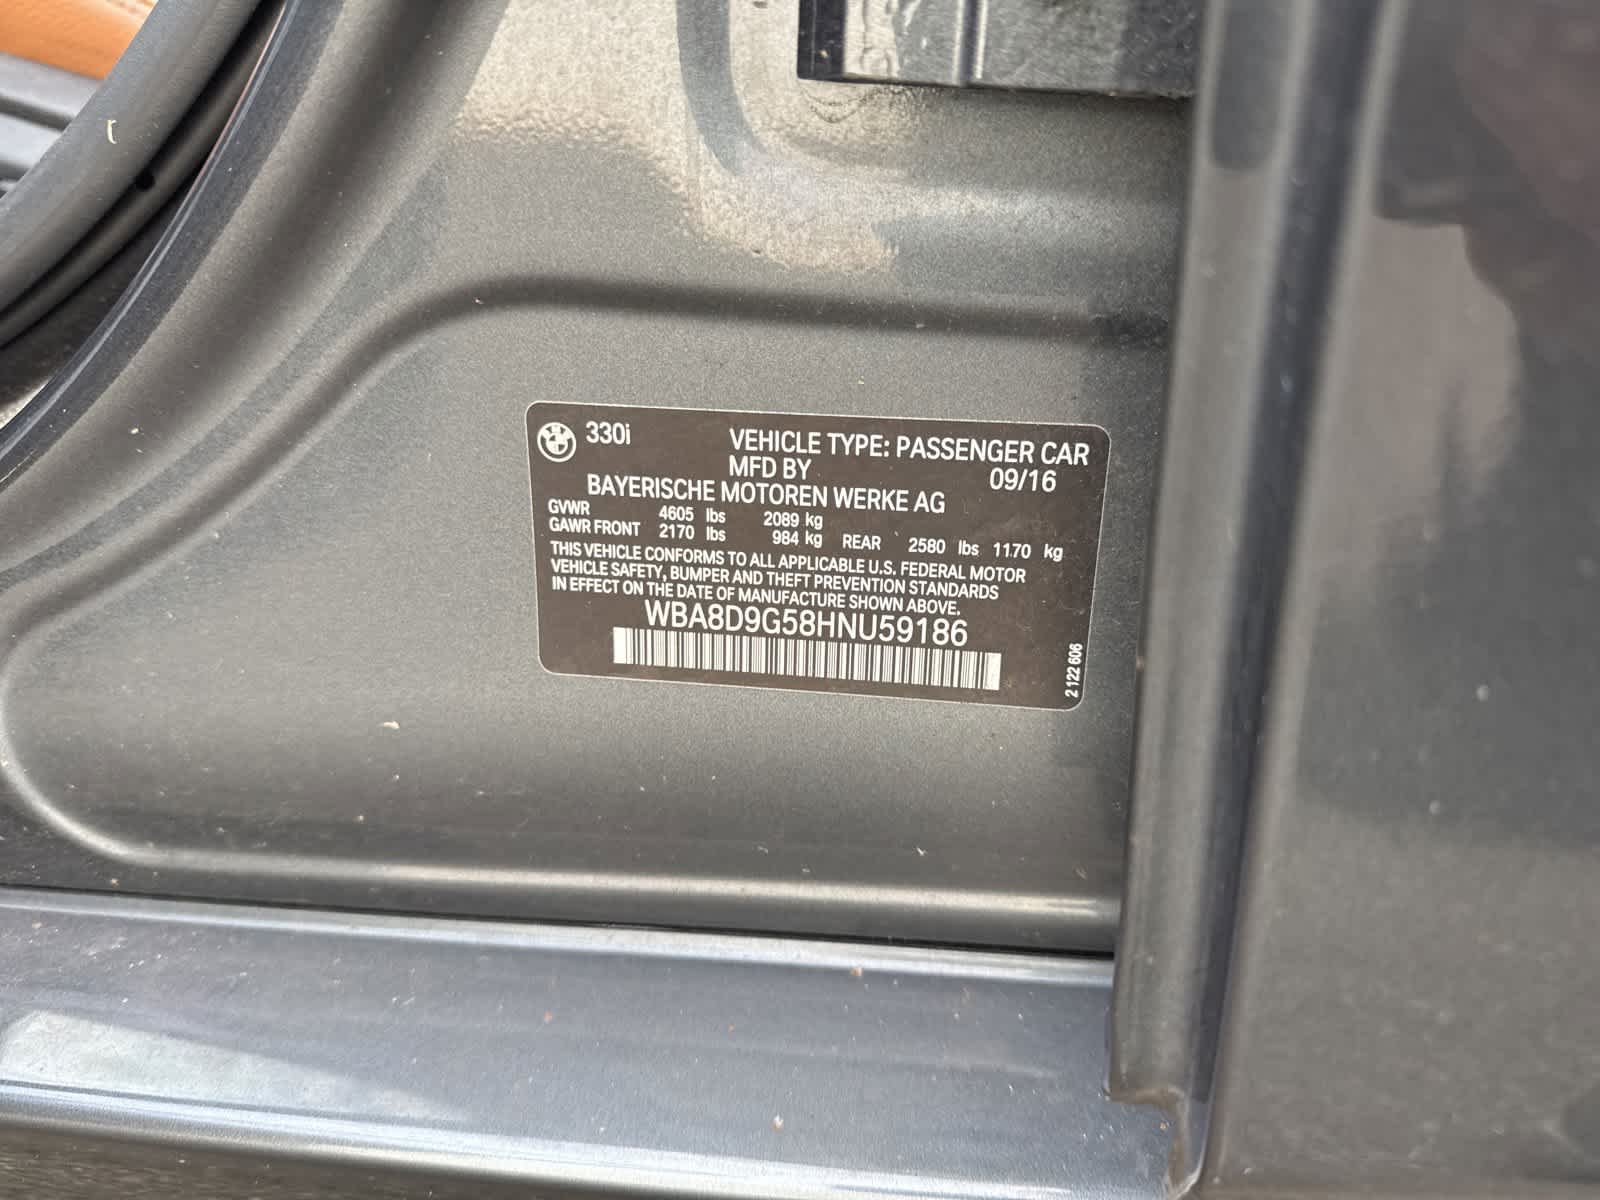 330i
VEHICLE TYPE: PASSENGER CAR
MFD BY
09/16
BAYERISCHE MOTOREN WERKE AG
GVWR 4605 lbs 2089 kg
GAWR FRONT 2170 lbs 984 kg REAR 2580 lbs 1170 kg
THIS VEHICLE CONFORMS TO ALL APPLICABLE U.S. FEDERAL MOTOR
VEHICLE SAFETY, BUMPER AND THEFT PREVENTION STANDARDS
IN EFFECT ON THE DATE OF MANUFACTURE SHOWN ABOVE.
WBA8D9G58HNU59186
2 122 606